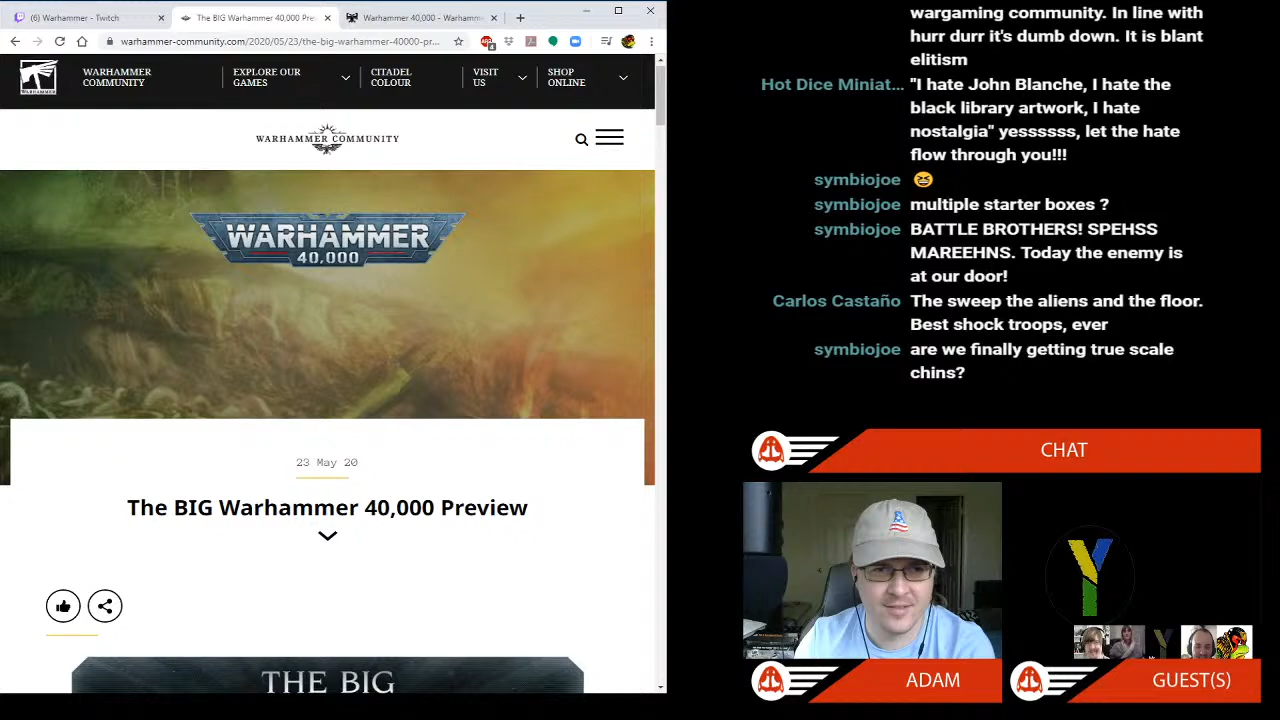 (6) Warhammer - Twitch
The BIG Warhammer 40,000 Prev
Warhammer 40,000 - Warhamm
warhammer-community.com/2020/05/23/the-big-warhammer-40000-pr...
WARHAMMER
COMMUNITY
EXPLORE OUR
GAMES
CITADEL
COLOUR
VISIT
US
SHOP
ONLINE
WARHAMMER
WARHAMMER COMMUNITY
WARHAMMER
40,000
23 May 20
The BIG Warhammer 40,000 Preview
THE BIG
wargaming community. In line with
hurr durr it's dumb down. It is blant
elitism
Hot Dice Miniat... "I hate John Blanche, I hate the
black library artwork, I hate
nostalgia" yessssss, let the hate
flow through you!!!
symbiojoe 😆
symbiojoe multiple starter boxes ?
symbiojoe BATTLE BROTHERS! SPEHSS
MAREEHNS. Today the enemy is
at our door!
Carlos Castaño The sweep the aliens and the floor.
Best shock troops, ever
symbiojoe are we finally getting true scale
chins?
CHAT
A
Y
ADAM
GUEST(S)